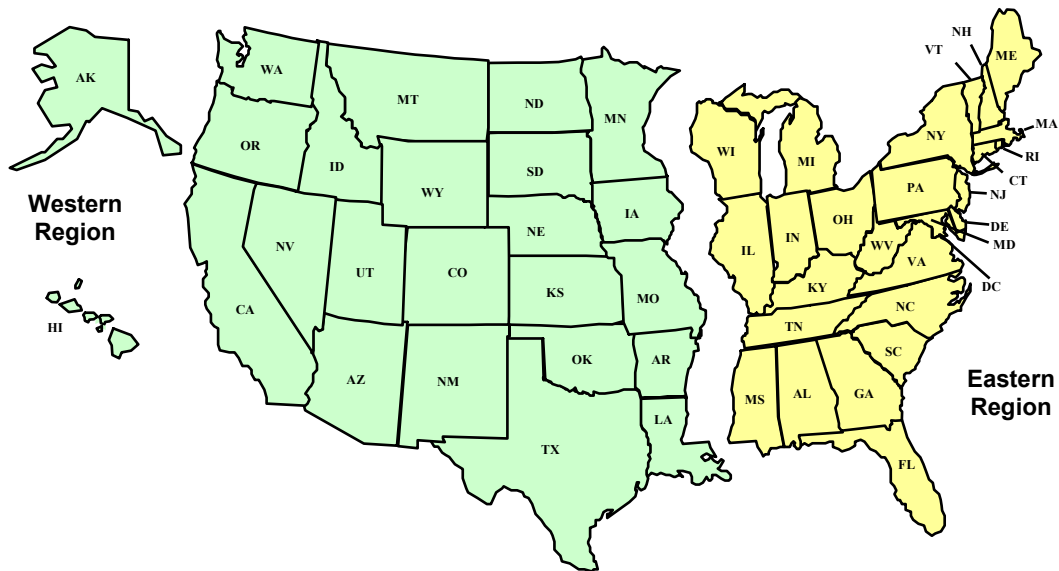 NH
VT
ME
AK
WA
MT
ND
MN
MA
OR
ID
SD
WI
MI
NY
RI
CT
WY
PA
NJ
Western
Region
IA
NE
OH
DE
NV
UT
CO
IL
IN
WV
MD
VA
DC
CA
KS
MO
KY
HI
NC
TN
OK
AR
SC
AZ
NM
Eastern
Region
MS
AL
GA
LA
TX
FL